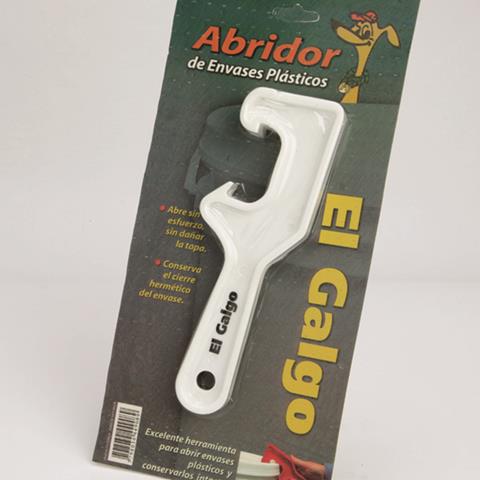 Abridor
de Envases Plásticos
• Abre sin
esfuerzo,
sin dañar
la tapa.
• Conserva
el cierre
hermético
del envase.
El Galgo
El Galgo
Excelente herramienta
para abrir envases
plásticos y
conservarlos